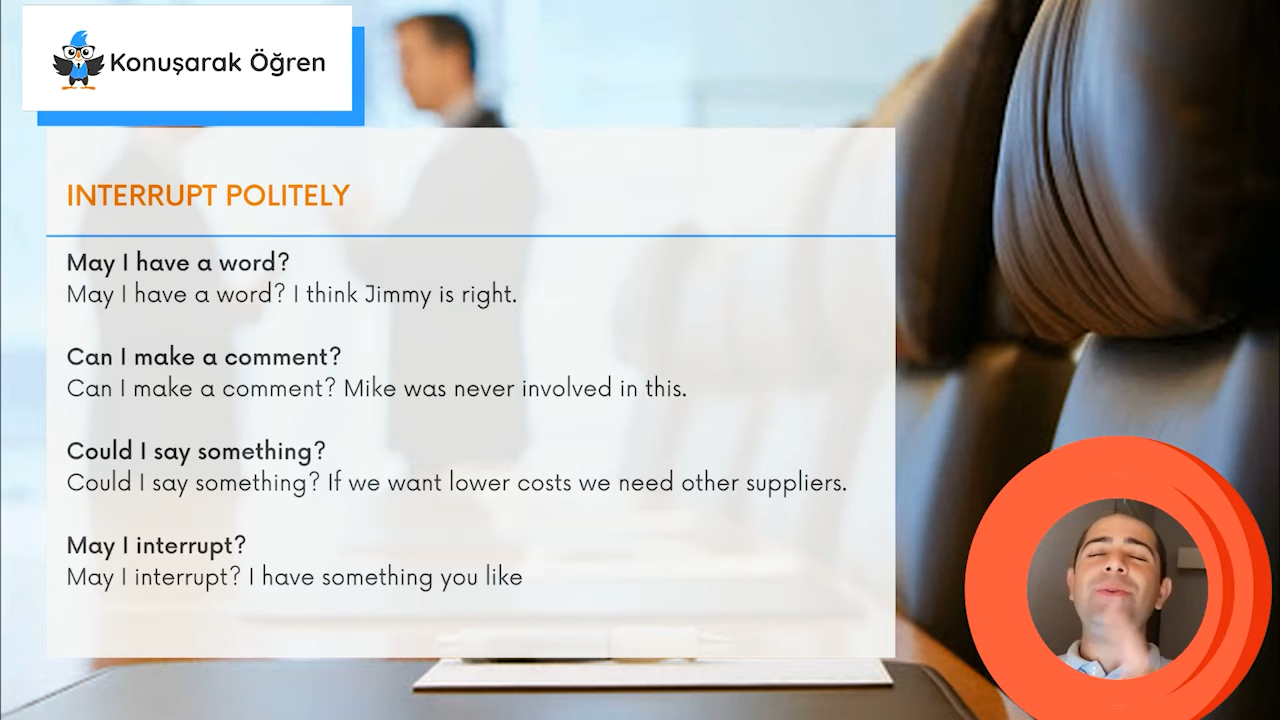 Konuşarak Öğren
INTERRUPT POLITELY
May I have a word?
May I have a word? I think Jimmy is right.
Can I make a comment?
Can I make a comment? Mike was never involved in this.
Could I say something?
Could I say something? If we want lower costs we need other suppliers.
May I interrupt?
May I interrupt? I have something you like